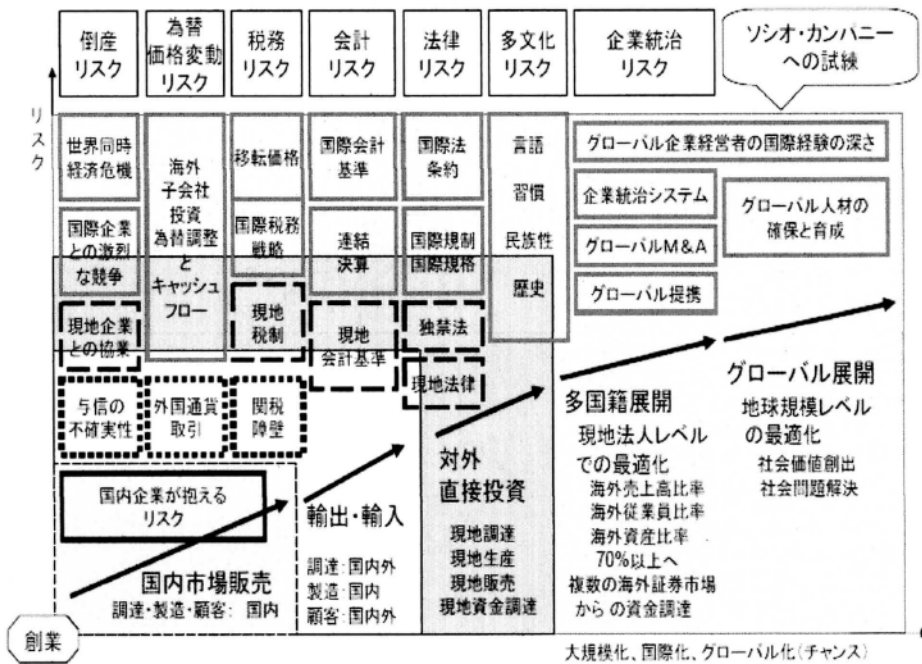 倒産
リスク
為替
価格変動
リスク
税務
リスク
会計
リスク
法律
リスク
多文化
リスク
企業統治
リスク
ソシオ・カンパニー
への試練
リスク
世界同時
経済危機
国際企業
との激烈
な競争
現地企業
との協業
与信の
不確実性
海外
子会社
投資
為替調整
と
キャッシュ
フロー
外国通貨
取引
移転価格
国際税務
戦略
現地
税制
関税
障壁
国際会計
基準
連結
決算
現地
会計基準
国際法
条約
国際規制
国際規格
独禁法
現地法律
言語
習慣
民族性
歴史
グローバル企業経営者の国際経験の深さ
企業統治システム
グローバルM&A
グローバル提携
グローバル人材の
確保と育成
国内企業が抱える
リスク
国内市場販売
調達・製造・顧客: 国内
輸出・輸入
調達:国内外
製造:国内
顧客:国内外
対外
直接投資
現地調達
現地生産
現地販売
現地資金調達
多国籍展開
現地法人レベル
での最適化
海外売上高比率
海外従業員比率
海外資産比率
70%以上へ
複数の海外証券市場
からの資金調達
グローバル展開
地球規模レベル
の最適化
社会価値創出
社会問題解決
創業
大規模化、国際化、グローバル化(チャンス)